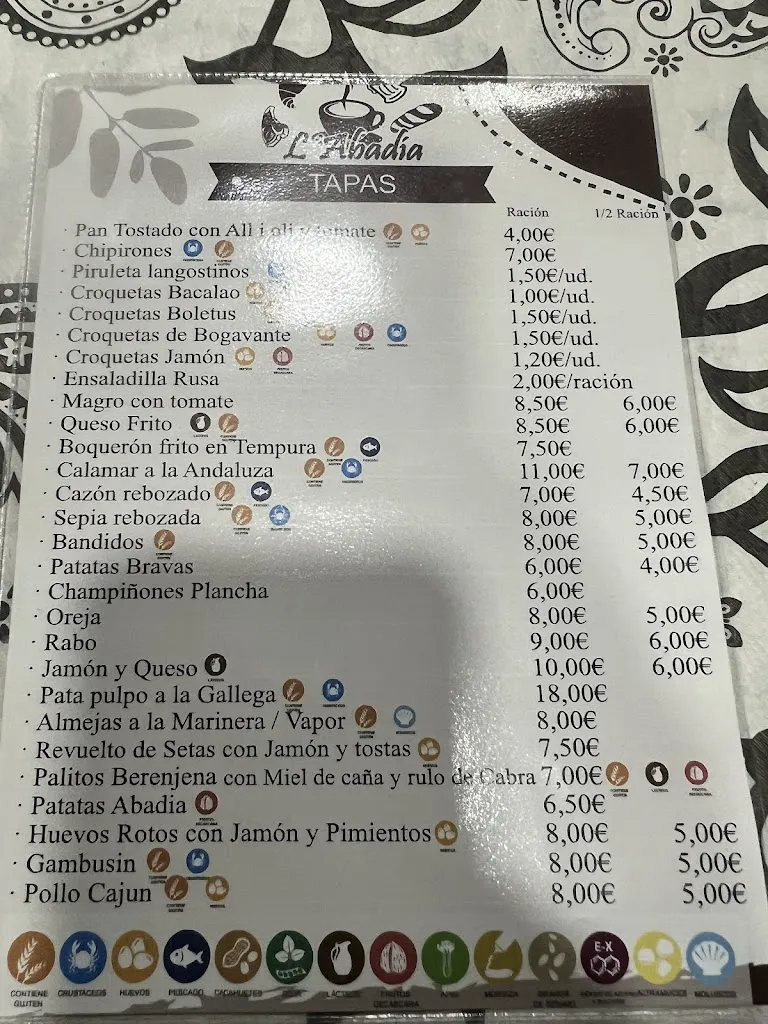 L'Abadía
TAPAS
Ración 1/2 Ración
· Pan Tostado con All i oli y tomate 4,00€
· Chipirones 7,00€
· Piruleta langostinos 1,50€/ud.
· Croquetas Bacalao 1,00€/ud.
· Croquetas Boletus 1,50€/ud.
· Croquetas de Bogavante 1,50€/ud.
· Croquetas Jamón 1,20€/ud.
· Ensaladilla Rusa 2,00€/ración
· Magro con tomate 8,50€ 6,00€
· Queso Frito 8,50€ 6,00€
· Boquerón frito en Tempura 7,50€
· Calamar a la Andaluza 11,00€ 7,00€
· Cazón rebozado 7,00€ 4,50€
· Sepia rebozada 8,00€ 5,00€
· Bandidos 8,00€ 5,00€
· Patatas Bravas 6,00€ 4,00€
· Champiñones Plancha 6,00€
· Oreja 8,00€ 5,00€
· Rabo 9,00€ 6,00€
· Jamón y Queso 10,00€ 6,00€
· Pata pulpo a la Gallega 18,00€
· Almejas a la Marinera / Vapor 8,00€
· Revuelto de Setas con Jamón y tostas 7,50€
· Palitos Berenjena con Miel de caña y rulo de Cabra 7,00€
· Patatas Abadia 6,50€
· Huevos Rotos con Jamón y Pimientos 8,00€ 5,00€
· Gambusin 8,00€ 5,00€
· Pollo Cajun 8,00€ 5,00€
E-X
CONTIENE GLUTEN CRUSTÁCEOS HUEVOS PESCADO CACAHUETES LÁCTEOS FRUTOS DE CÁSCARA APIO MOSTAZA ALTRAMUCES MOLUSCOS